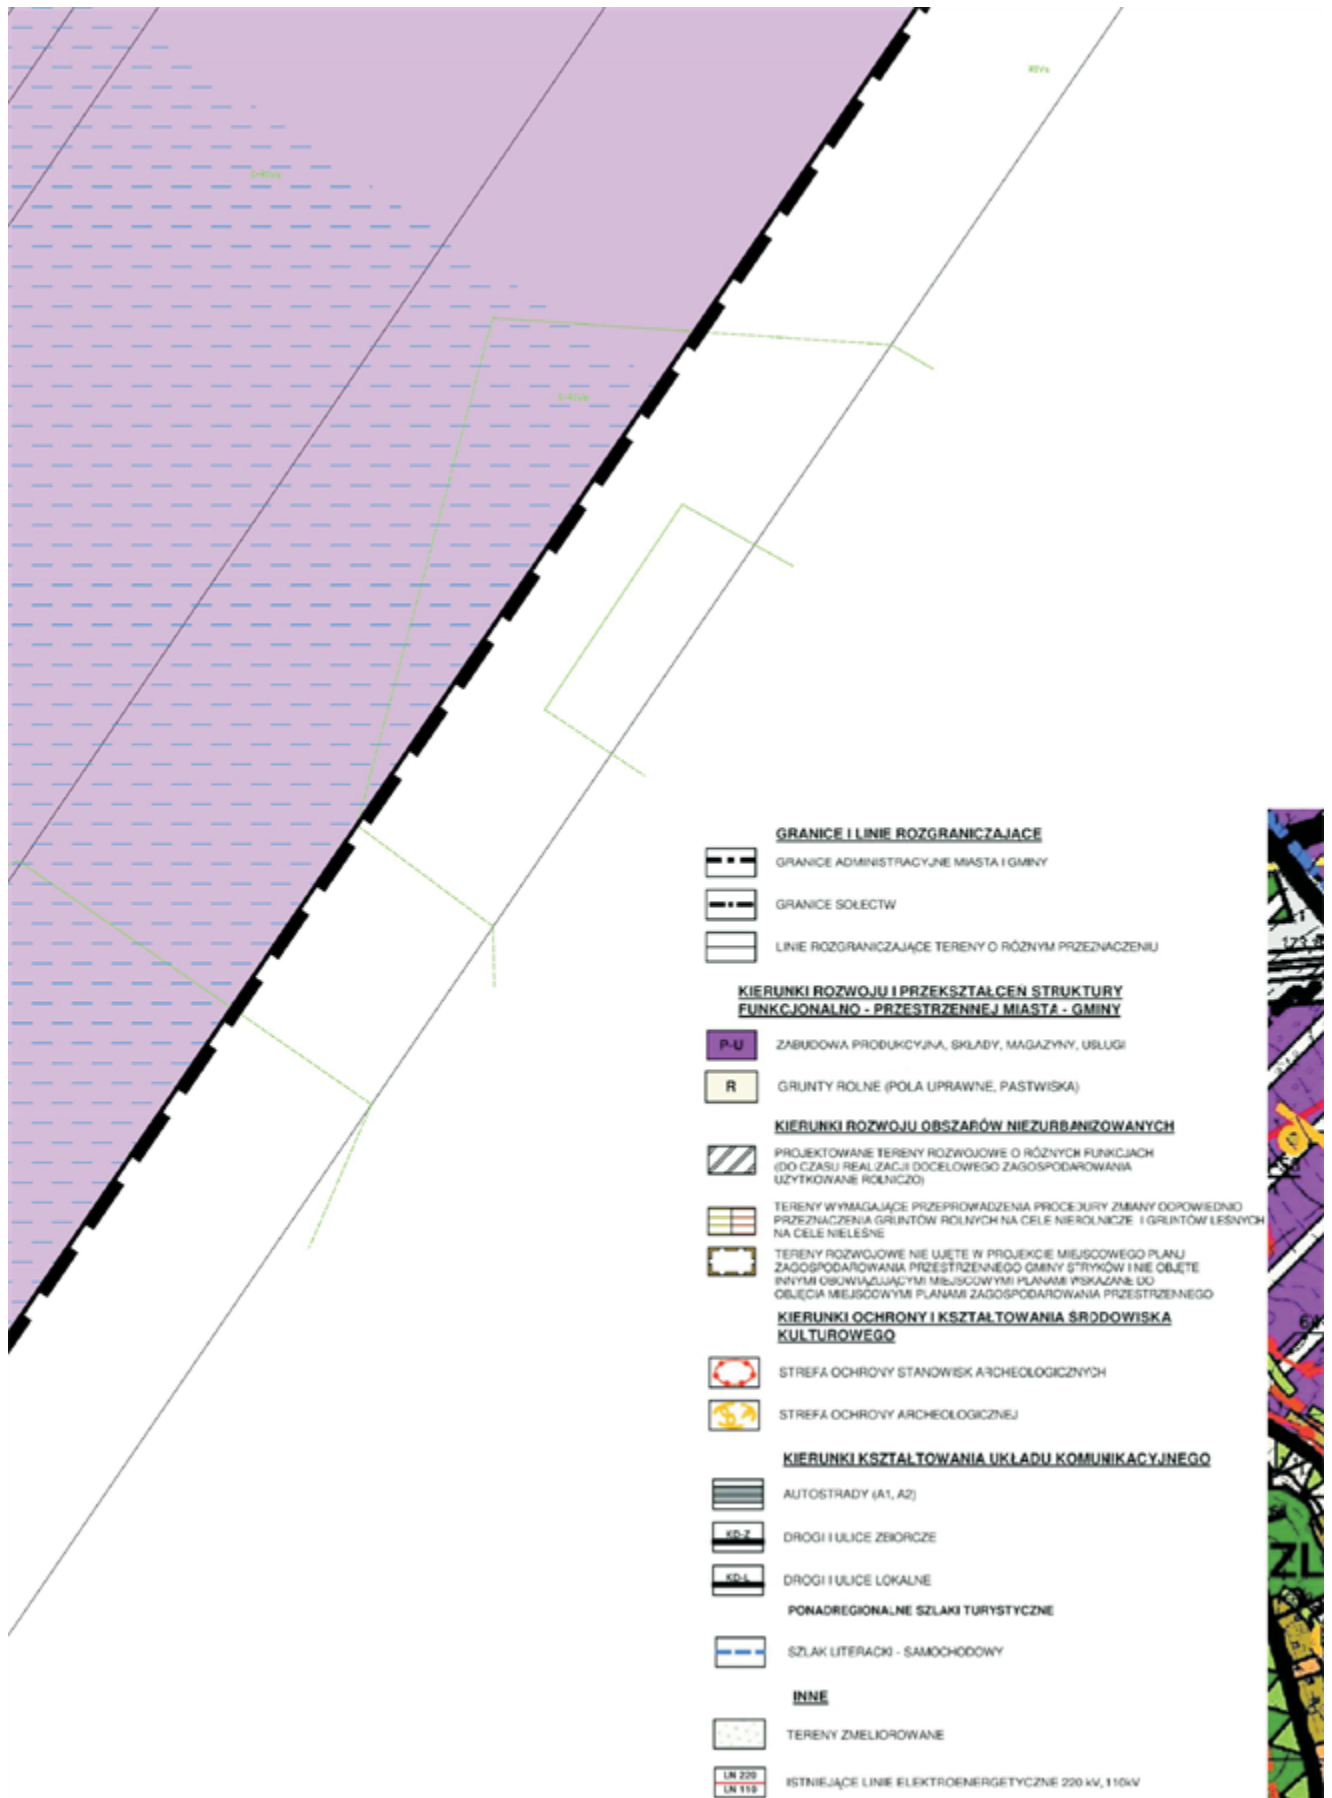 GRANICE I LINIE ROZGRANICZAJĄCE
GRANICE ADMINISTRACYJNE MIASTA I GMINY
GRANICE SOŁECTW
LINIE ROZGRANICZAJĄCE TERENY O RÓŻNYM PRZEZNACZENIU
KIERUNKI ROZWOJU I PRZEKSZTAŁCEŃ STRUKTURY
FUNKCJONALNO - PRZESTRZENNEJ MIASTA - GMINY
P-U ZABUDOWA PRODUKCYJNA, SKŁADY, MAGAZYNY, USŁUGI
R GRUNTY ROLNE (POLA UPRAWNE, PASTWISKA)
KIERUNKI ROZWOJU OBSZARÓW NIEZURBANIZOWANYCH
PROJEKTOWANE TERENY ROZWOJOWE O RÓŻNYCH FUNKCJACH
(DO CZASU REALIZACJI DOCELOWEGO ZAGOSPODAROWANIA
UŻYTKOWANE ROLNICZO)
TERENY WYMAGAJĄCE PRZEPROWADZENIA PROCEDURY ZMIANY ODPOWIEDNIO
PRZEZNACZENIA GRUNTÓW ROLNYCH NA CELE NIEROLNICZE I GRUNTÓW LEŚNYCH
NA CELE NIELEŚNE
TERENY ROZWOJOWE NIE UJĘTE W PROJEKCIE MIEJSCOWEGO PLANU
ZAGOSPODAROWANIA PRZESTRZENNEGO GMINY STRYKÓW I NIE OBJĘTE
INNYMI OBOWIĄZUJĄCYMI MIEJSCOWYMI PLANAMI WSKAZANE DO
OBJĘCIA MIEJSCOWYMI PLANAMI ZAGOSPODAROWANIA PRZESTRZENNEGO
KIERUNKI OCHRONY I KSZTAŁTOWANIA ŚRODOWISKA
KULTUROWEGO
STREFA OCHRONY STANOWISK ARCHEOLOGICZNYCH
STREFA OCHRONY ARCHEOLOGICZNEJ
KIERUNKI KSZTAŁTOWANIA UKŁADU KOMUNIKACYJNEGO
AUTOSTRADY (A1, A2)
KD-Z DROGI I ULICE ZBIORCZE
KD-L DROGI I ULICE LOKALNE
PONADREGIONALNE SZLAKI TURYSTYCZNE
SZLAK LITERACKI - SAMOCHODOWY
INNE
TERENY ZMELIOROWANE
LN 220
LN 110 ISTNIEJĄCE LINIE ELEKTROENERGETYCZNE 220 kV, 110kV
ZL